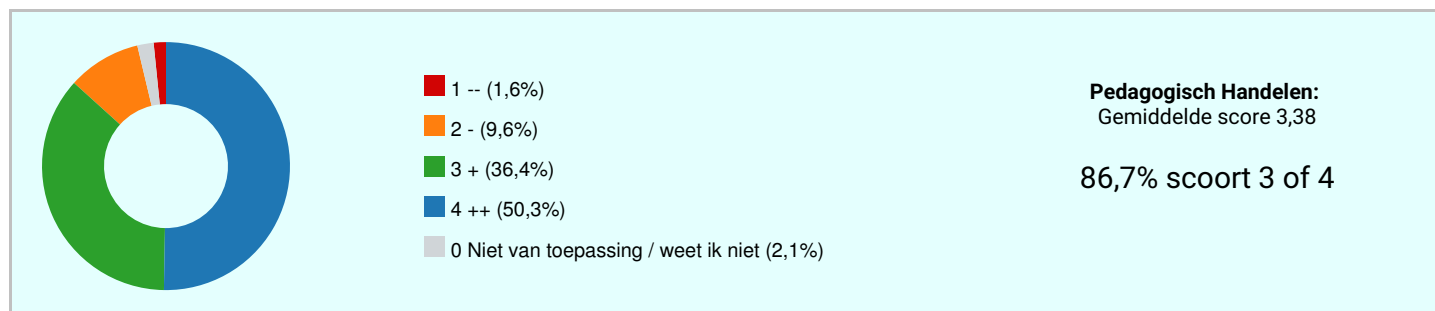 1 -- (1,6%)
2 - (9,6%)
3 + (36,4%)
4 ++ (50,3%)
0 Niet van toepassing / weet ik niet (2,1%)
Pedagogisch Handelen:
Gemiddelde score 3,38
86,7% scoort 3 of 4